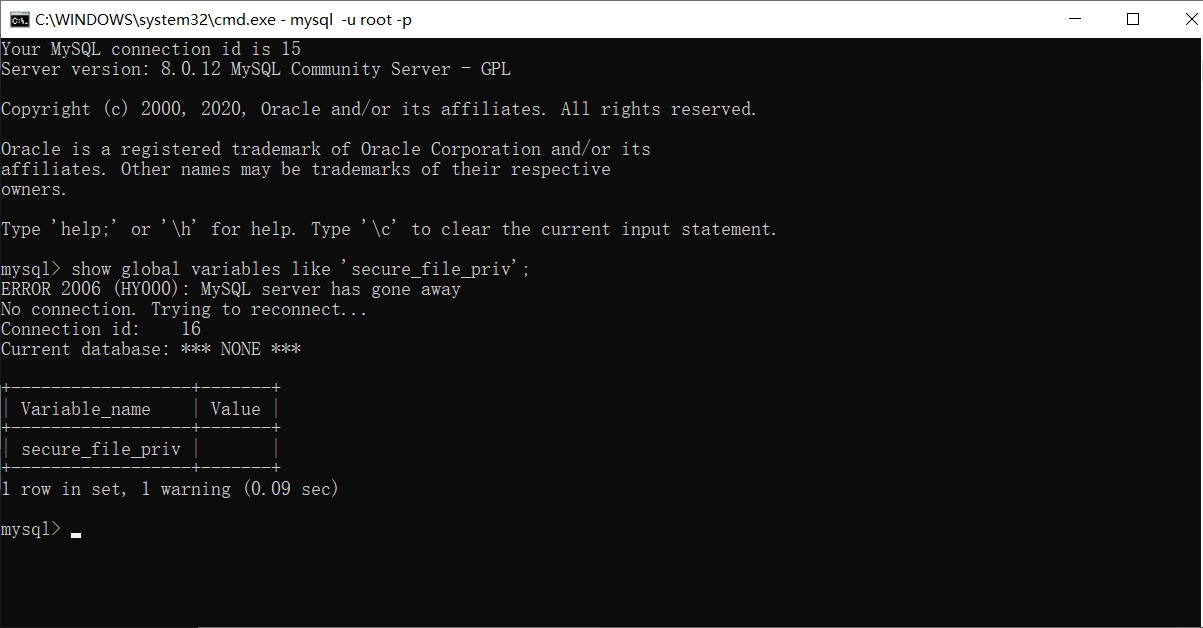 C:\WINDOWS\system32\cmd.exe - mysql  -u root -p
Your MySQL connection id is 15
Server version: 8.0.12 MySQL Community Server - GPL
Copyright (c) 2000, 2020, Oracle and/or its affiliates. All rights reserved.
Oracle is a registered trademark of Oracle Corporation and/or its
affiliates. Other names may be trademarks of their respective
owners.
Type 'help;' or '\h' for help. Type '\c' to clear the current input statement.
mysql> show global variables like 'secure_file_priv';
ERROR 2006 (HY000): MySQL server has gone away
No connection. Trying to reconnect...
Connection id:    16
Current database: *** NONE ***
+------------------+-------+
| Variable_name    | Value |
+------------------+-------+
| secure_file_priv |       |
+------------------+-------+
1 row in set, 1 warning (0.09 sec)
mysql>